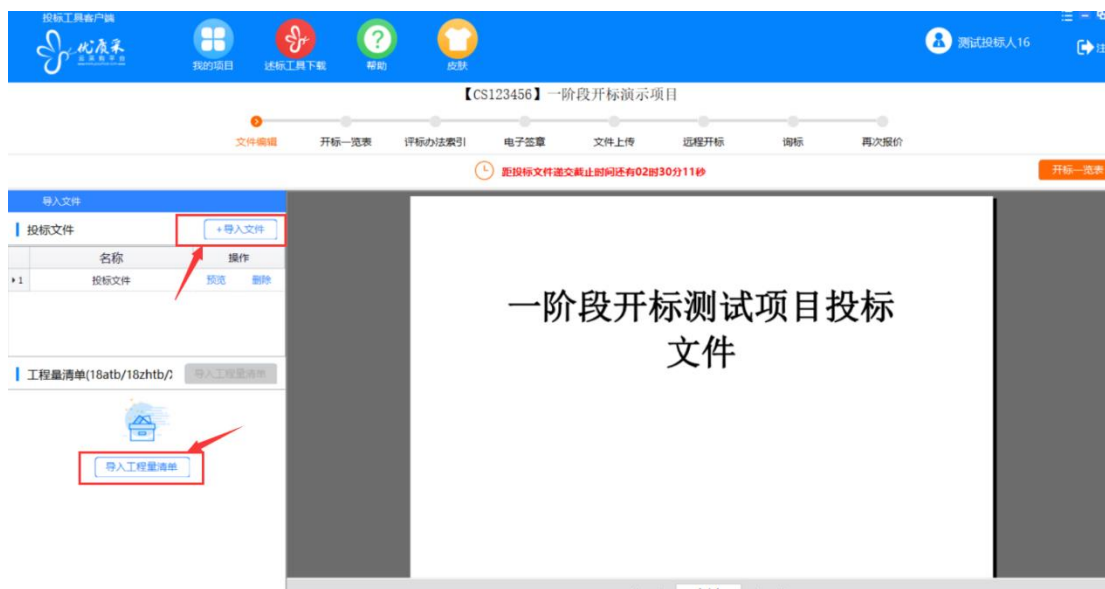 投标工具客户端
优质采
我的项目
述标工具下载
帮助
皮肤
测试投标人16
【CS123456】一阶段开标演示项目
文件编辑
开标一览表
评标办法索引
电子签章
文件上传
远程开标
询标
再次报价
距投标文件递交截止时间还有02时30分11秒
开标一览表
导入文件
投标文件
+导入文件
名称
操作
1
投标文件
预览
删除
工程量清单(18atb/18zhtb/
导入工程量清单
导入工程量清单
一阶段开标测试项目投标
文件